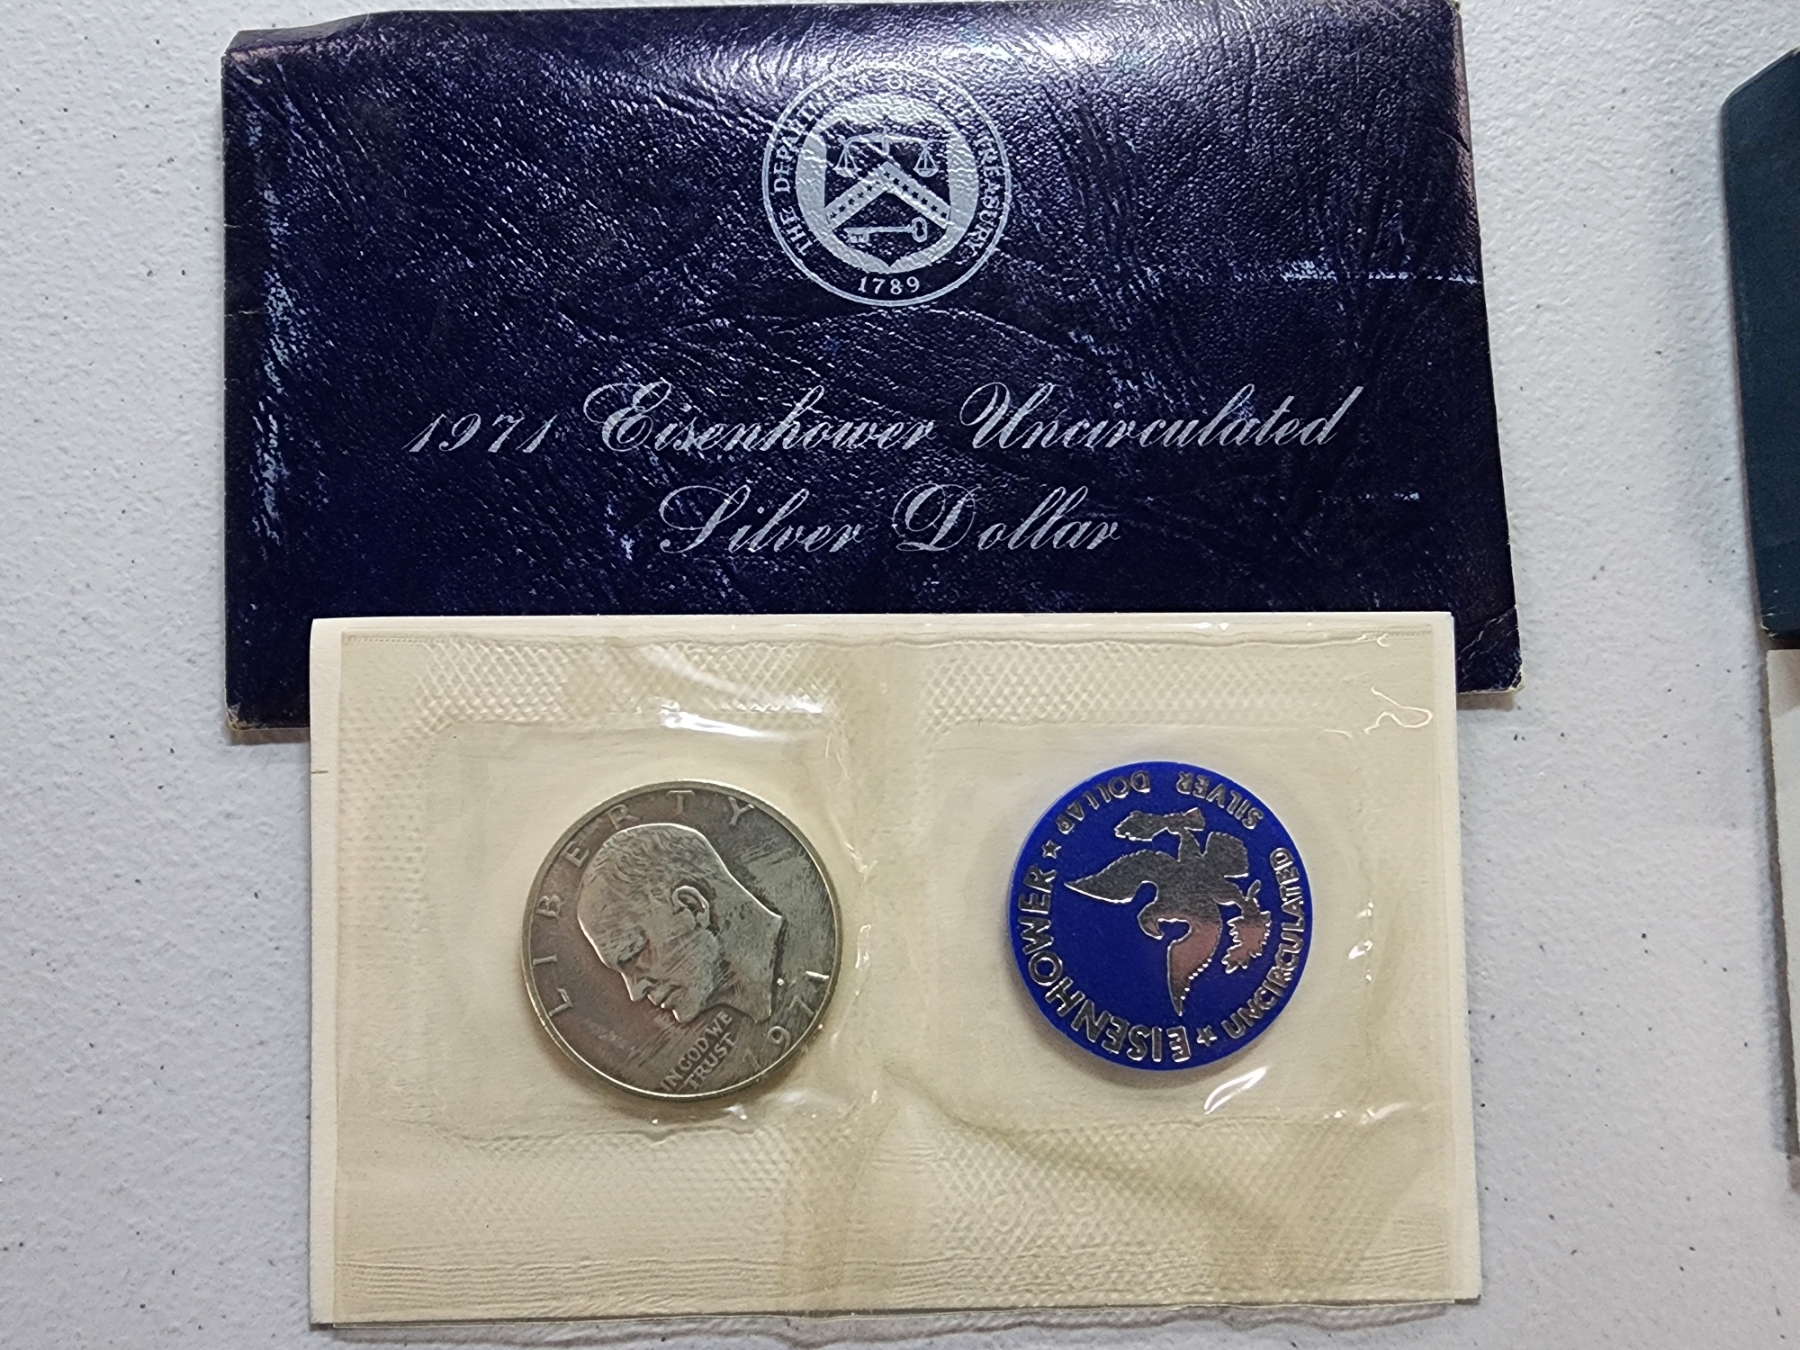 THE DEPARTMENT OF THE TREASURY
1789
1971 Eisenhower Uncirculated
Silver Dollar
LIBERTY
IN GOD WE
TRUST
1971
EISENHOWER ★ SILVER DOLLAR
★ UNCIRCULATED